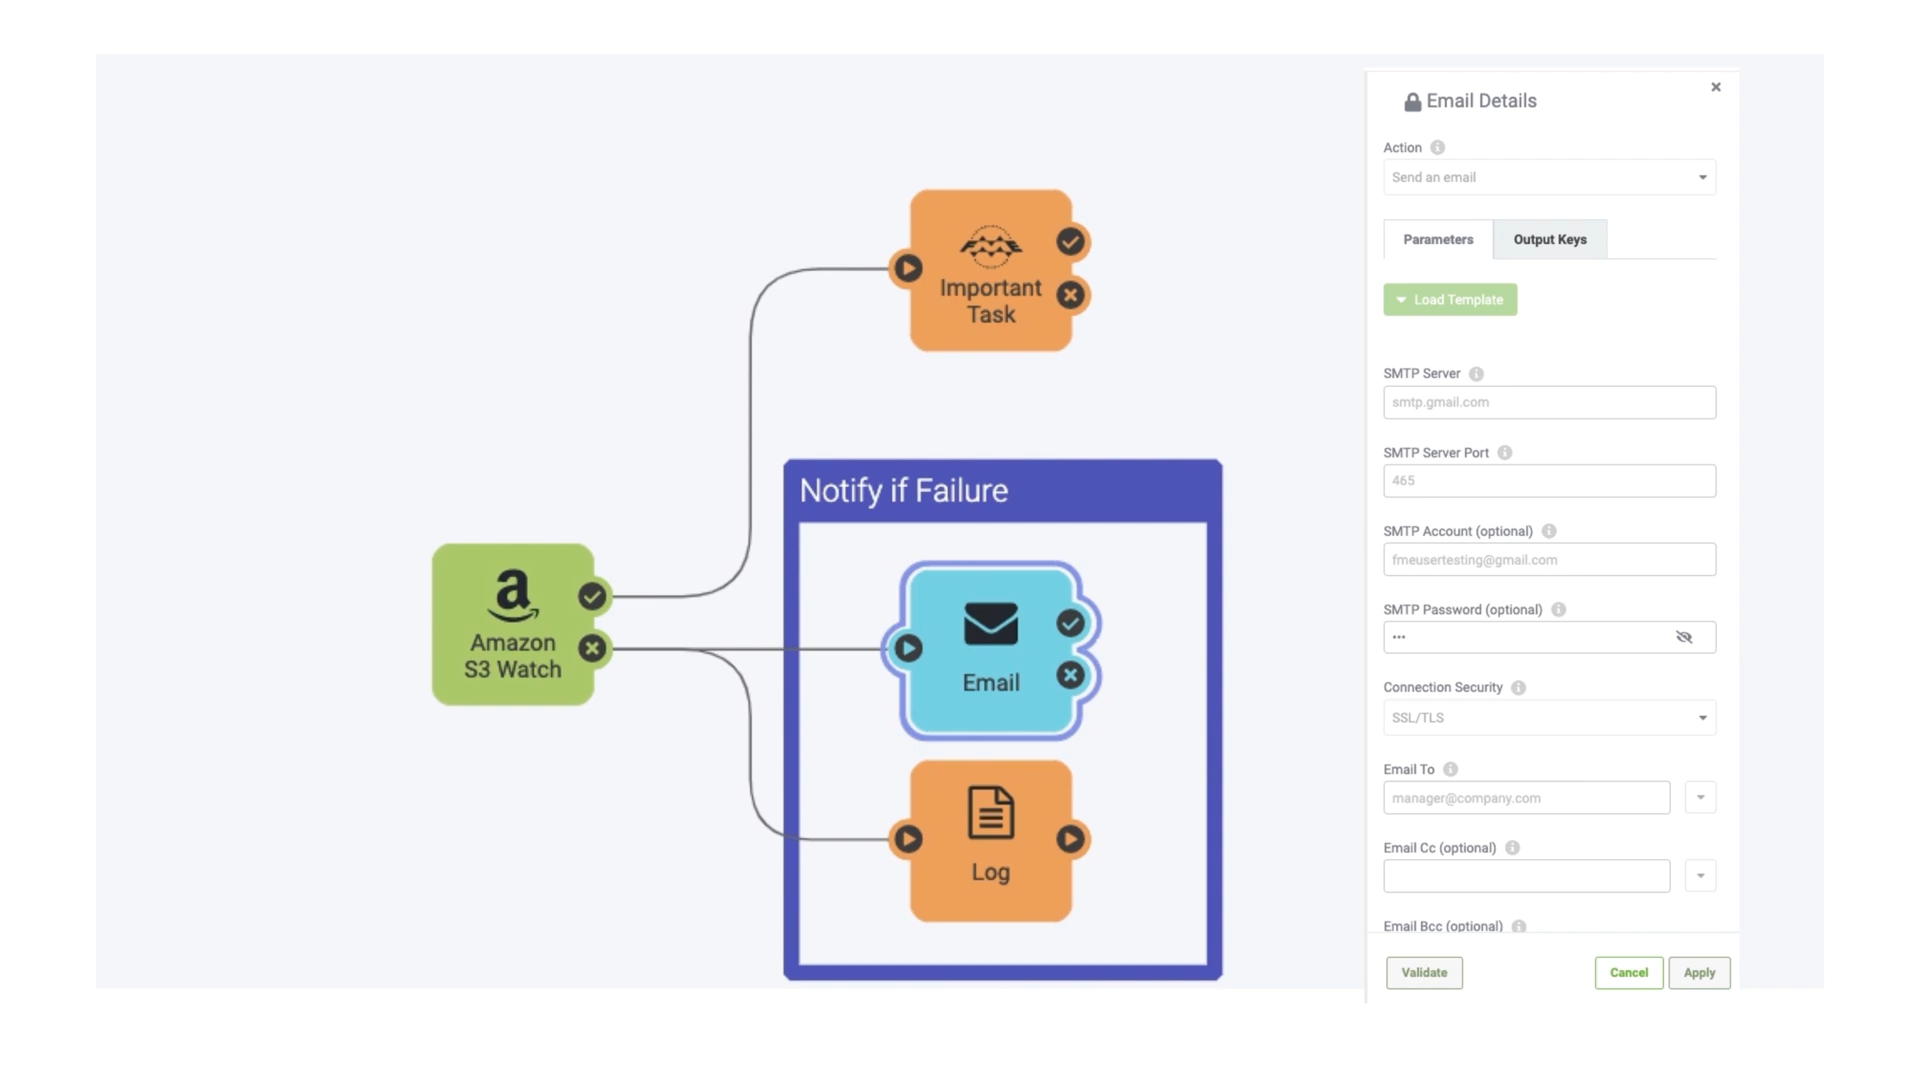 Important
Task
Notify if Failure
Amazon
S3 Watch
Email
Log
Email Details
Action
Send an email
Parameters
Output Keys
Load Template
SMTP Server
smtp.gmail.com
SMTP Server Port
465
SMTP Account (optional)
fmeusertesting@gmail.com
SMTP Password (optional)
•••
Connection Security
SSL/TLS
Email To
manager@company.com
Email Cc (optional)
Email Bcc (optional)
Validate
Cancel
Apply